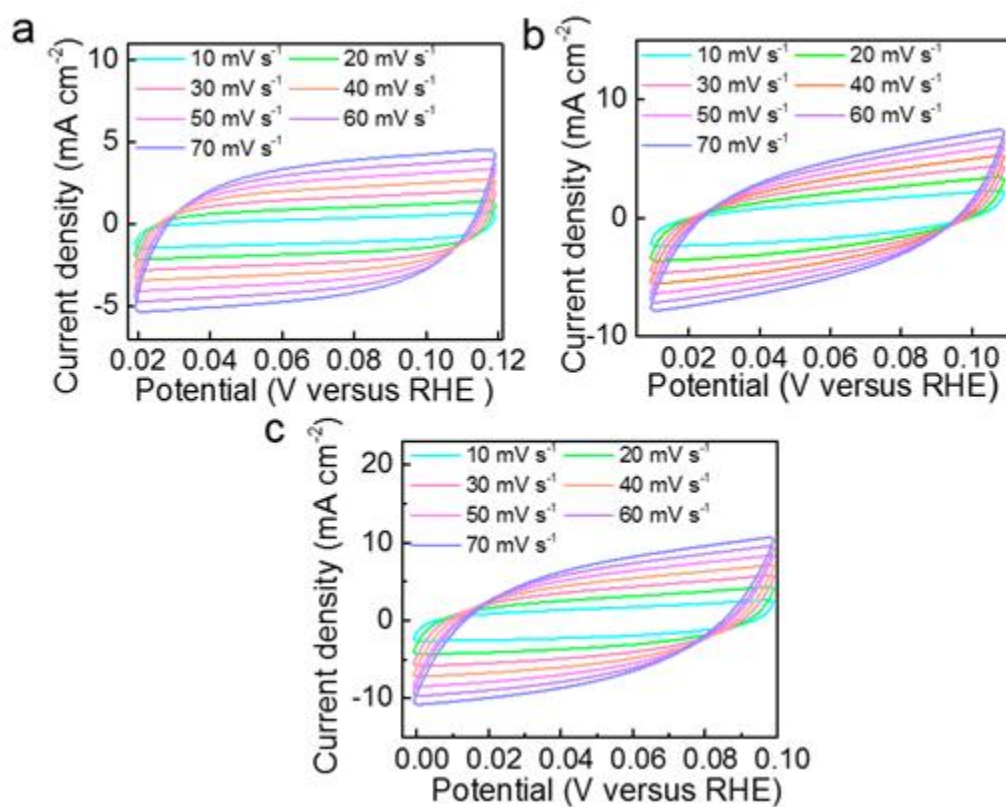 a
Current density (mA cm⁻²)
10
5
0
-5
10 mV s⁻¹ 20 mV s⁻¹
30 mV s⁻¹ 40 mV s⁻¹
50 mV s⁻¹ 60 mV s⁻¹
70 mV s⁻¹
0.02 0.04 0.06 0.08 0.10 0.12
Potential (V versus RHE )
b
Current density (mA cm⁻²)
10
0
-10
10 mV s⁻¹ 20 mV s⁻¹
30 mV s⁻¹ 40 mV s⁻¹
50 mV s⁻¹ 60 mV s⁻¹
70 mV s⁻¹
0.02 0.04 0.06 0.08 0.10
Potential (V versus RHE)
c
Current density (mA cm⁻²)
20
10
0
-10
10 mV s⁻¹ 20 mV s⁻¹
30 mV s⁻¹ 40 mV s⁻¹
50 mV s⁻¹ 60 mV s⁻¹
70 mV s⁻¹
0.00 0.02 0.04 0.06 0.08 0.10
Potential (V versus RHE)